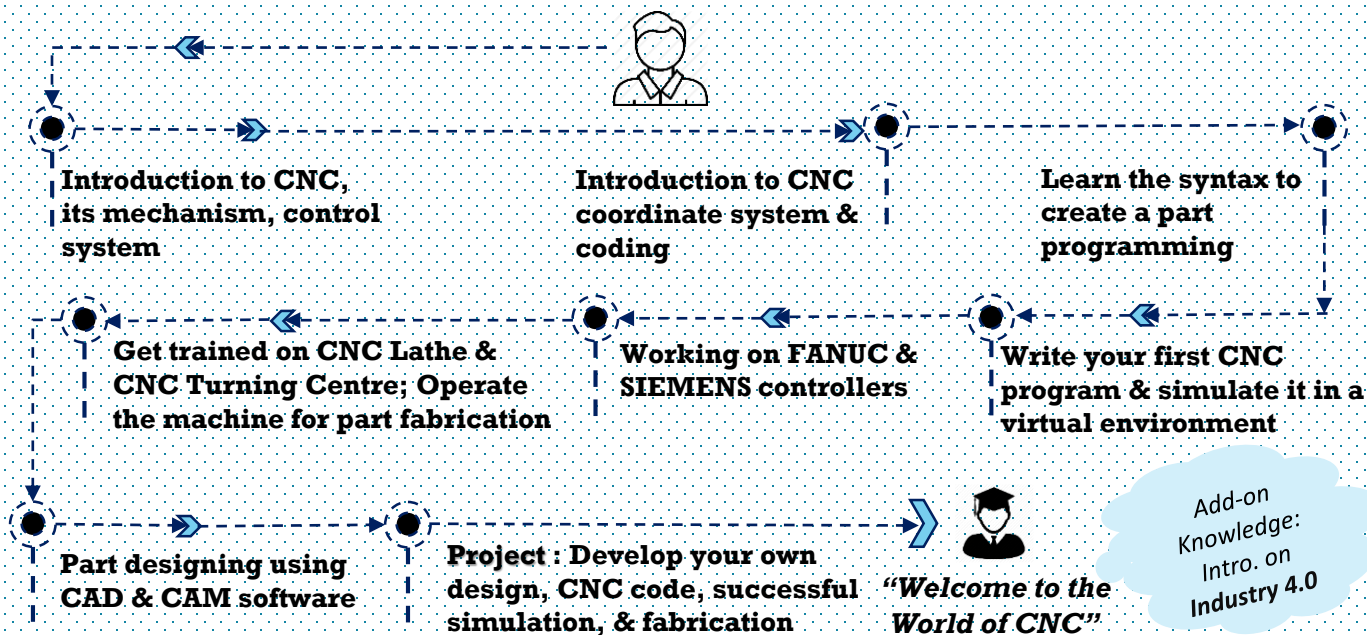 Introduction to CNC,
its mechanism, control
system
Introduction to CNC
coordinate system &
coding
Learn the syntax to
create a part
programming
Get trained on CNC Lathe &
CNC Turning Centre; Operate
the machine for part fabrication
Working on FANUC &
SIEMENS controllers
Write your first CNC
program & simulate it in a
virtual environment
Part designing using
CAD & CAM software
Project : Develop your own
design, CNC code, successful
simulation, & fabrication
“Welcome to the
World of CNC”
Add-on
Knowledge:
Intro. on
Industry 4.0